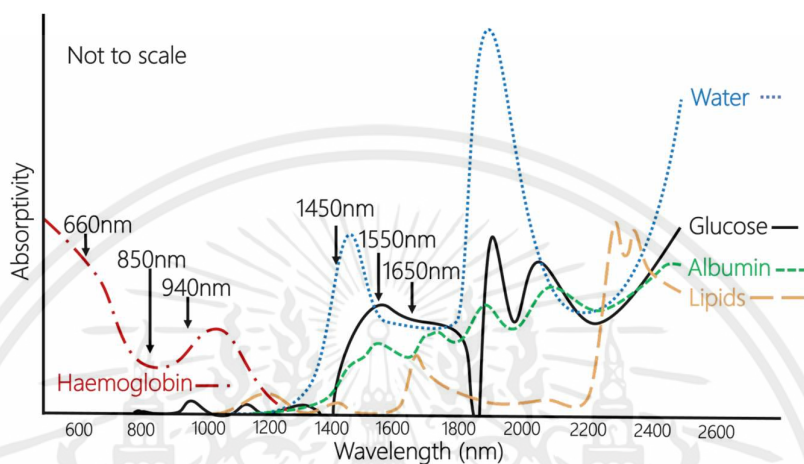 Not to scale
Water
Absorptivity
660nm
850nm
940nm
1450nm
1550nm
1650nm
Glucose
Albumin
Lipids
Haemoglobin
600 800 1000 1200 1400 1600 1800 2000 2200 2400 2600
Wavelength (nm)